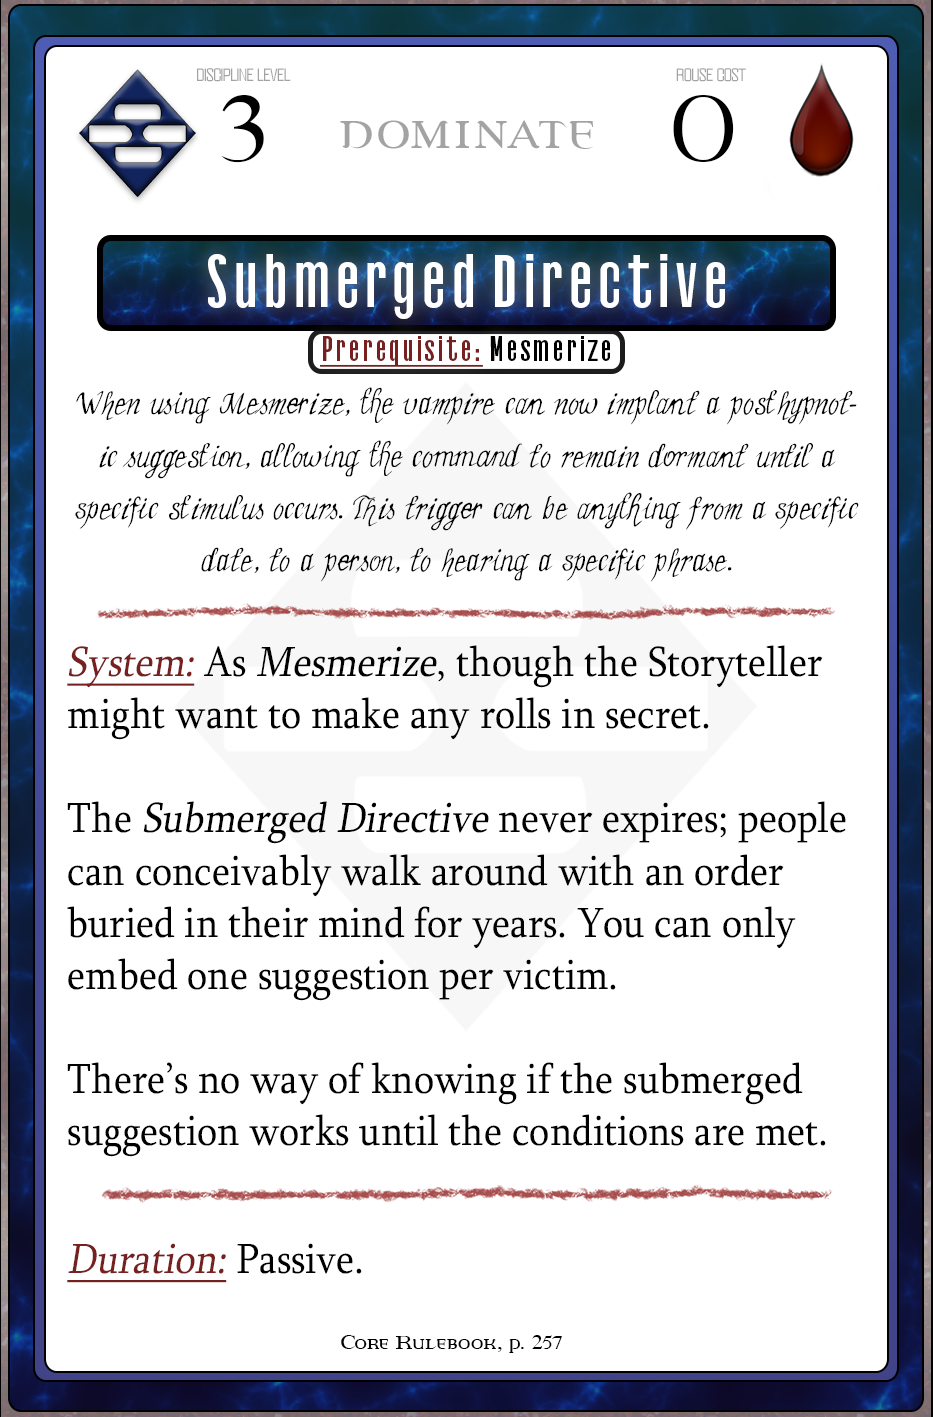 DISCIPLINE LEVEL
3
DOMINATE
ROUSE COST
0
Submerged Directive
Prerequisite: Mesmerize
When using Mesmerize, the vampire can now implant a posthypnot-
ic suggestion, allowing the command to remain dormant until a
specific stimulus occurs. This trigger can be anything from a specific
date, to a person, to hearing a specific phrase.
System: As Mesmerize, though the Storyteller
might want to make any rolls in secret.
The Submerged Directive never expires; people
can conceivably walk around with an order
buried in their mind for years. You can only
embed one suggestion per victim.
There’s no way of knowing if the submerged
suggestion works until the conditions are met.
Duration: Passive.
Core Rulebook, p. 257